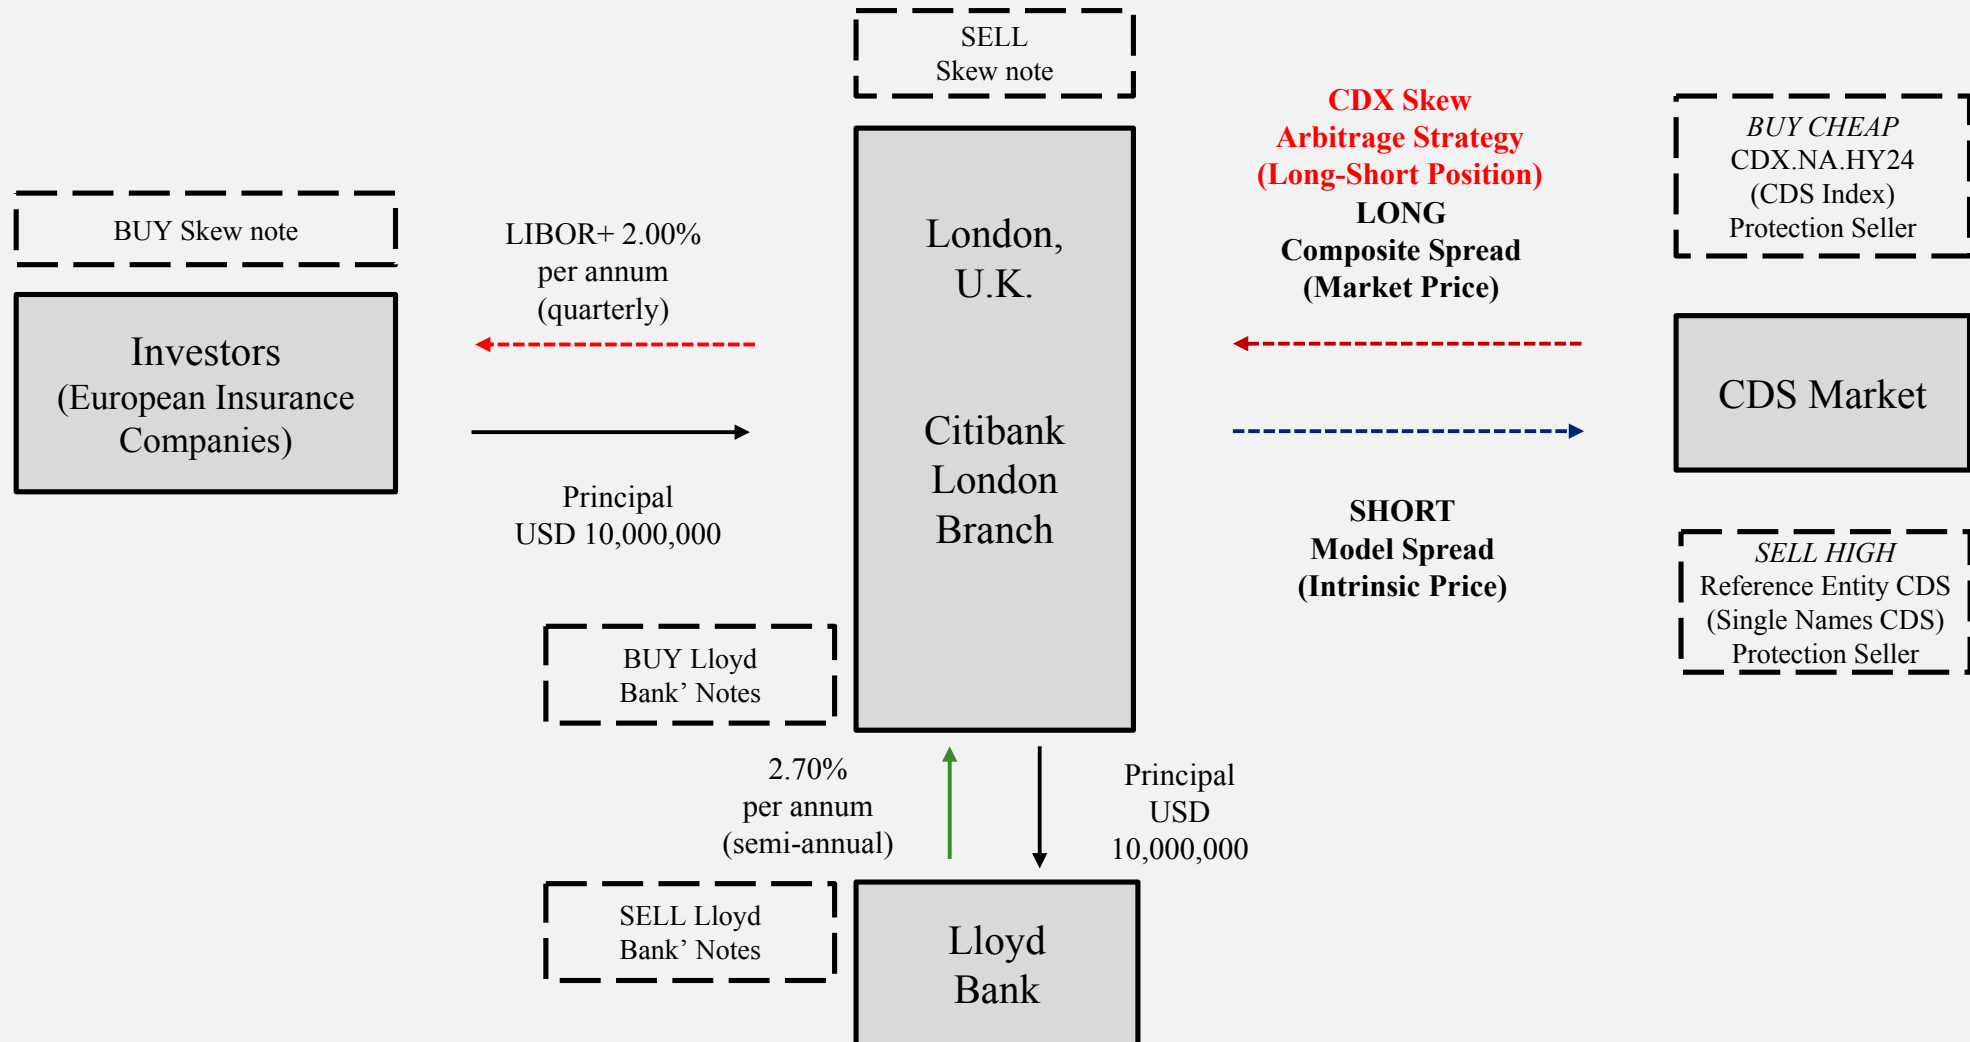 SELL
Skew note
BUY Skew note
Investors
(European Insurance
Companies)
LIBOR+ 2.00%
per annum
(quarterly)
Principal
USD 10,000,000
London,
U.K.
Citibank
London
Branch
CDX Skew
Arbitrage Strategy
(Long-Short Position)
LONG
Composite Spread
(Market Price)
SHORT
Model Spread
(Intrinsic Price)
BUY CHEAP
CDX.NA.HY24
(CDS Index)
Protection Seller
CDS Market
SELL HIGH
Reference Entity CDS
(Single Names CDS)
Protection Seller
BUY Lloyd
Bank’ Notes
2.70%
per annum
(semi-annual)
Principal
USD
10,000,000
SELL Lloyd
Bank’ Notes
Lloyd
Bank